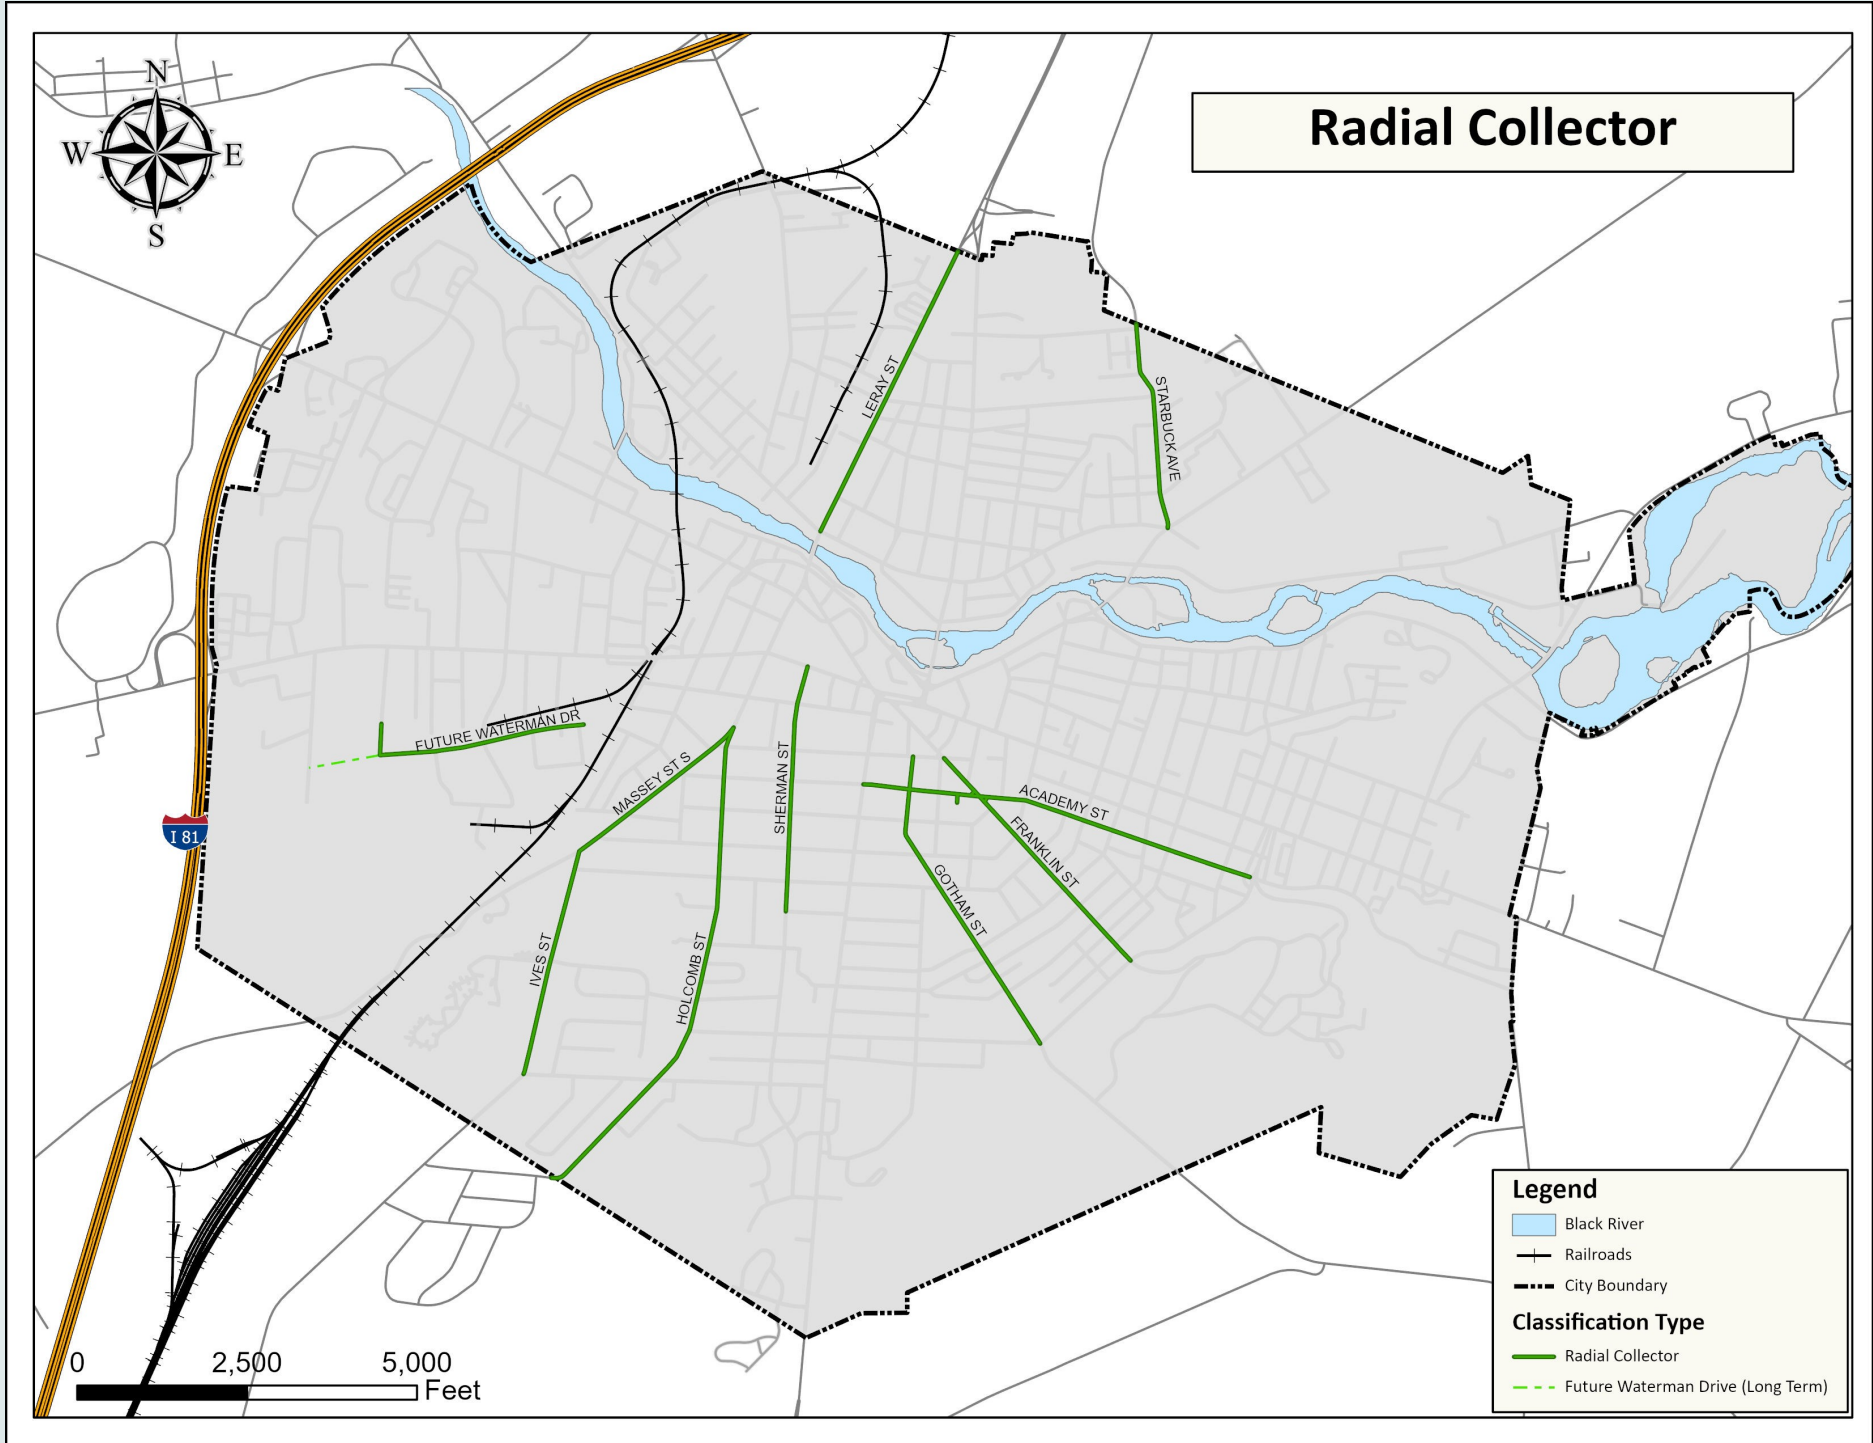 Radial Collector
N
W
E
S
LERAY ST
STARBUCK AVE
FUTURE WATERMAN DR
MASSEY ST S
SHERMAN ST
ACADEMY ST
FRANKLIN ST
GOTHAM ST
IVES ST
HOLCOMB ST
I 81
Legend
Black River
Railroads
City Boundary
Classification Type
Radial Collector
Future Waterman Drive (Long Term)
0 2,500 5,000
Feet